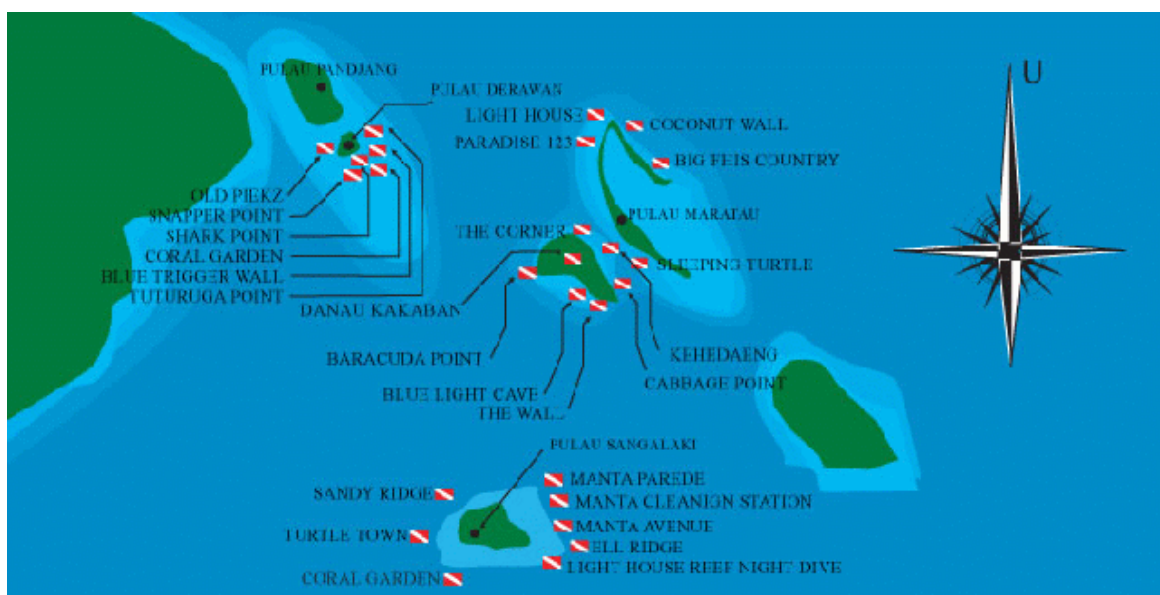 U
PULAU PANDJANG
PULAU DERAWAN
LIGHT HOUSE
COCONUT WALL
PARADISE 123
BIG FEIS COUNTRY
OLD PIEKZ
SNAPPER POINT
SHARK POINT
CORAL GARDEN
BLUE TRIGGER WALL
TUTURUGA POINT
PULAU MARATAU
THE CORNER
SLEEPING TURTLE
DANAU KAKABAN
BARACUDA POINT
KEHEDAENG
CABBAGE POINT
BLUE LIGHT CAVE
THE WALL
PULAU SANGALAKI
SANDY RIDGE
MANTA PAREDE
MANTA CLEANIGN STATION
TURTLE TOWN
MANTA AVENUE
ELL RIDGE
LIGHT HOUSE REEF NIGHT DIVE
CORAL GARDEN